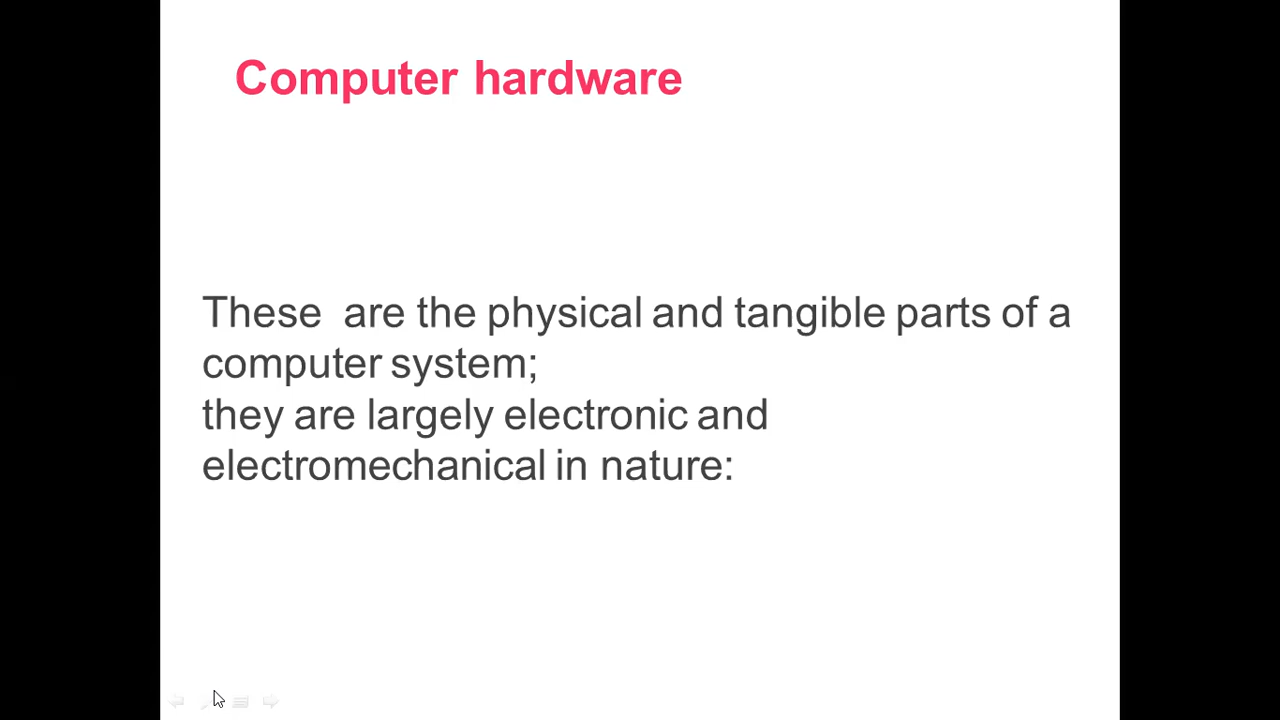 Computer hardware
These  are the physical and tangible parts of a
computer system;
they are largely electronic and
electromechanical in nature: